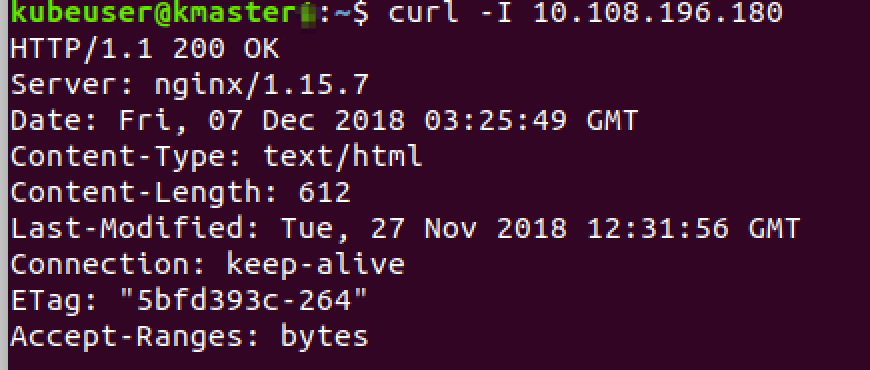 kubeuser@kmaster :~$ curl -I 10.108.196.180
HTTP/1.1 200 OK
Server: nginx/1.15.7
Date: Fri, 07 Dec 2018 03:25:49 GMT
Content-Type: text/html
Content-Length: 612
Last-Modified: Tue, 27 Nov 2018 12:31:56 GMT
Connection: keep-alive
ETag: "5bfd393c-264"
Accept-Ranges: bytes